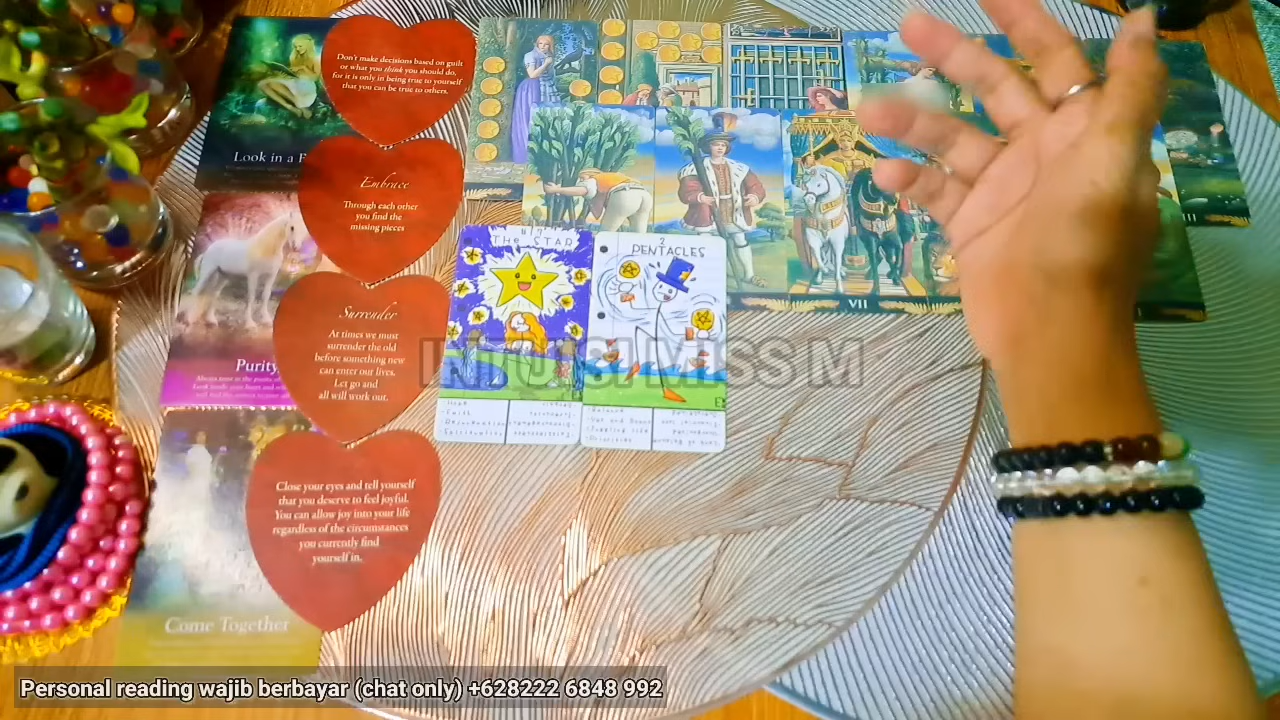 Don't make decisions based on guilt
or what you think you should do,
for it is only in being true to yourself
that you can be true to others.
Look in a
Embrace
Through each other
you find the
missing pieces
Surrender
At times we must
surrender the old
before something new
can enter our lives.
Let go and
all will work out.
Purity
Close your eyes and tell yourself
that you deserve to feel joyful.
You can allow joy into your life
regardless of the circumstances
you currently find
yourself in.
Come Together
17
THE STAR
2
PENTACLES
VII
INTUISI MISSIM
Personal reading wajib berbayar (chat only) +628222 6848 992